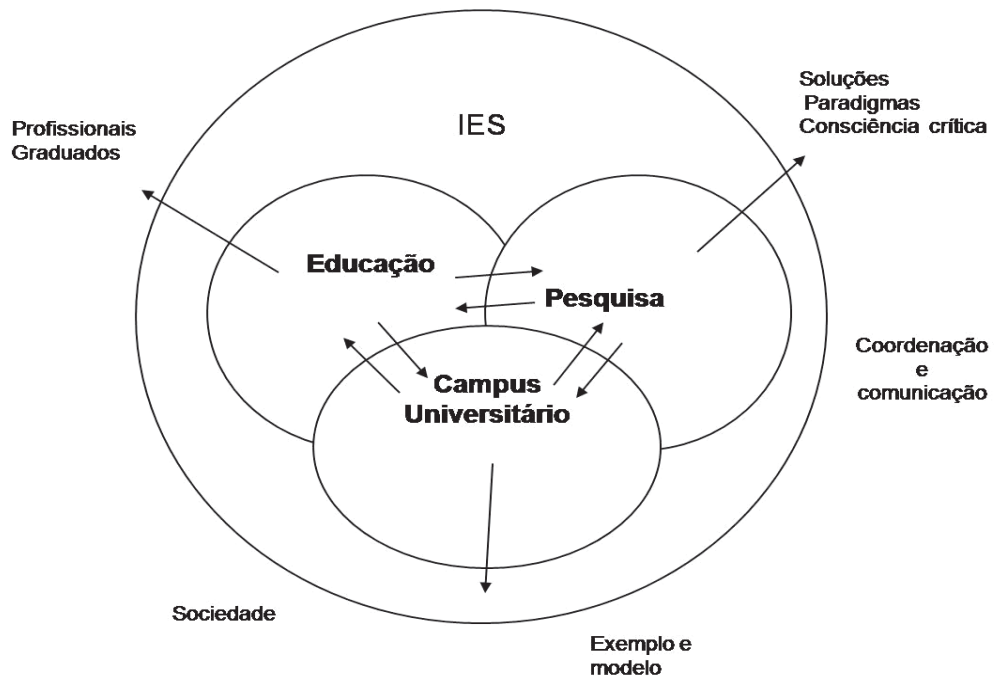 IES
Soluções
Paradigmas
Consciência crítica
Profissionais
Graduados
Educação
Pesquisa
Campus
Universitário
Coordenação
e
comunicação
Sociedade
Exemplo e
modelo